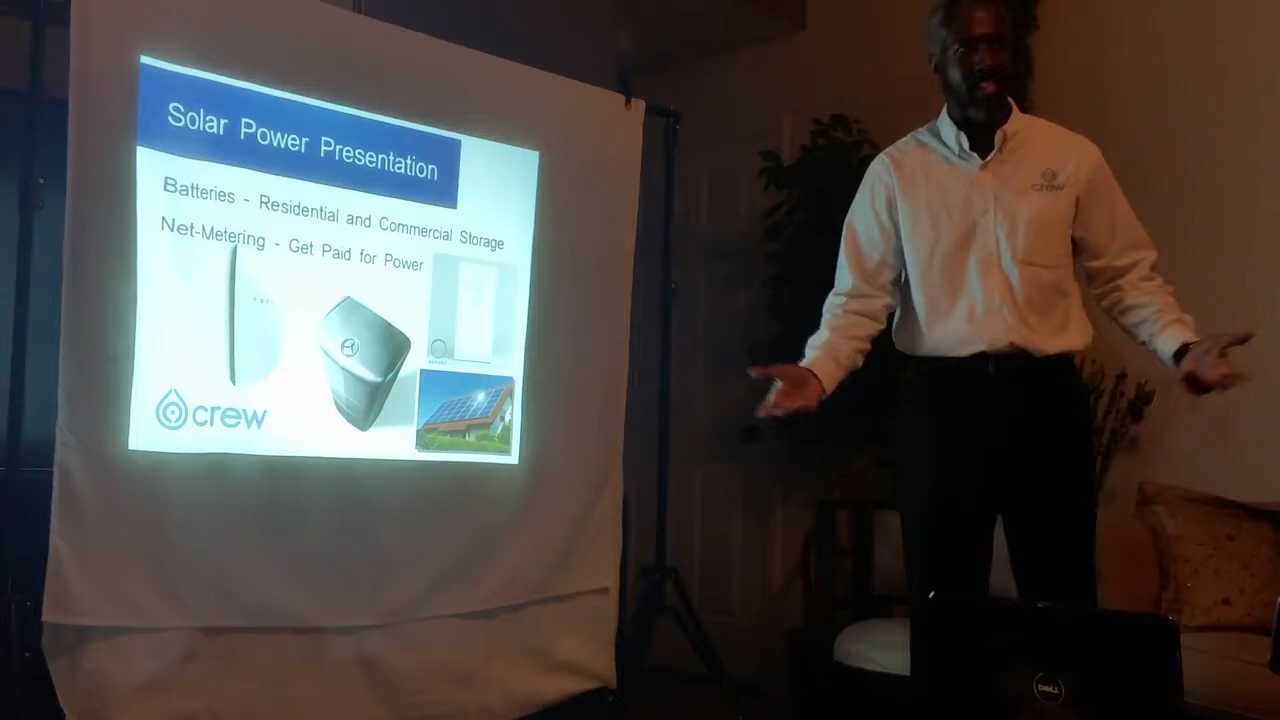 Solar Power Presentation
Batteries - Residential and Commercial Storage
Net-Metering - Get Paid for Power
crew
crew
DELL